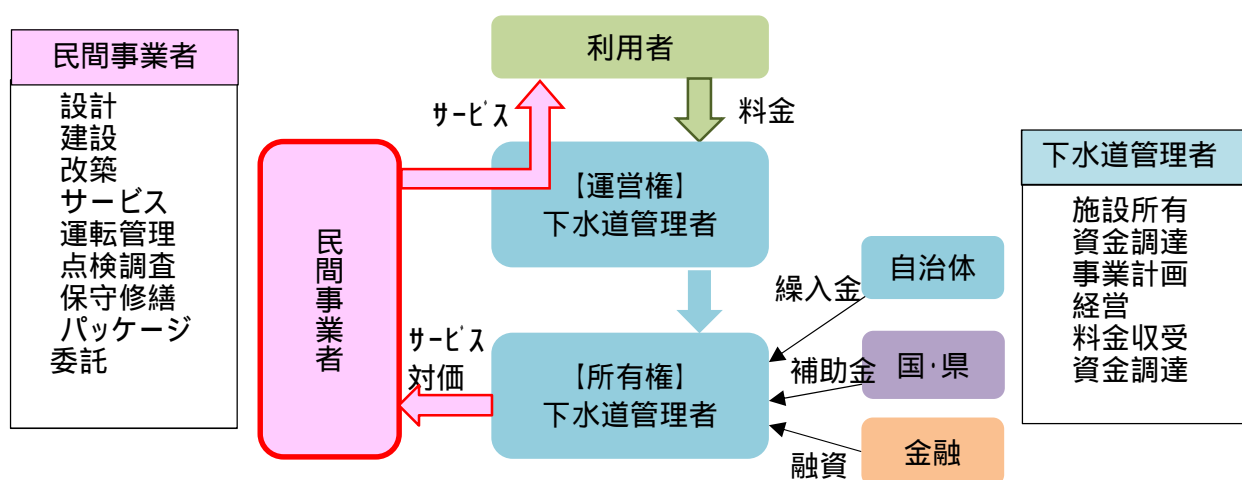 民間事業者
設計
建設
改築
サービス
運転管理
点検調査
保守修繕
パッケージ
委託
利用者
サービス
料金
民間事業者
【運営権】
下水道管理者
サービス
対価
【所有権】
下水道管理者
繰入金
自治体
補助金
国・県
融資
金融
下水道管理者
施設所有
資金調達
事業計画
経営
料金収受
資金調達